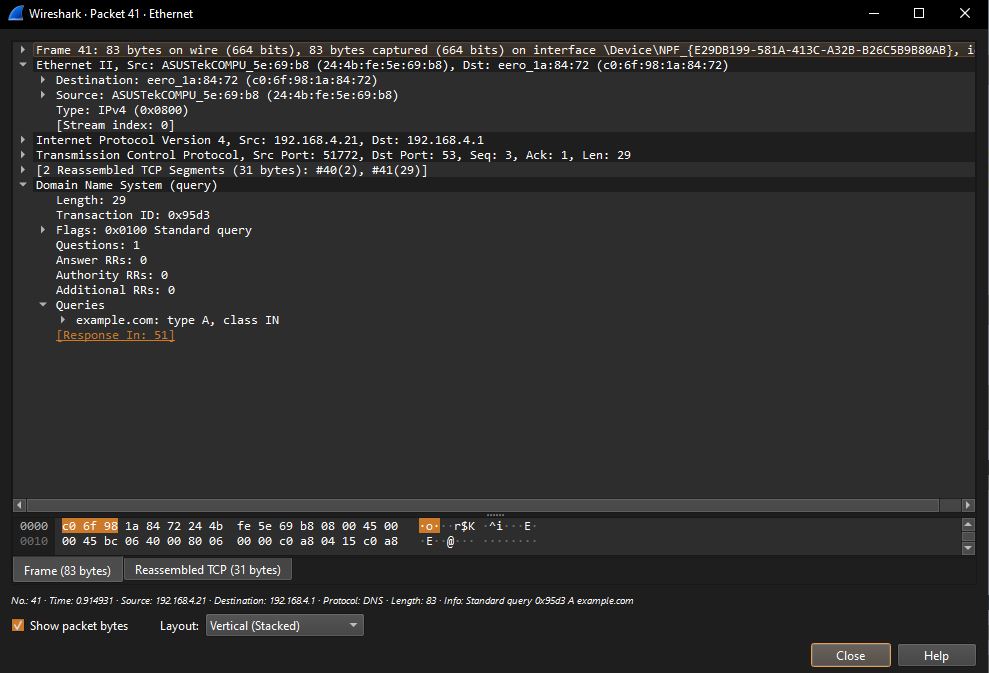 Wireshark · Packet 41 · Ethernet
Frame 41: 83 bytes on wire (664 bits), 83 bytes captured (664 bits) on interface \Device\NPF_{E29DB199-581A-413C-A32B-B26C5B9B80AB}, i
Ethernet II, Src: ASUSTekCOMPU_5e:69:b8 (24:4b:fe:5e:69:b8), Dst: eero_1a:84:72 (c0:6f:98:1a:84:72)
Destination: eero_1a:84:72 (c0:6f:98:1a:84:72)
Source: ASUSTekCOMPU_5e:69:b8 (24:4b:fe:5e:69:b8)
Type: IPv4 (0x0800)
[Stream index: 0]
Internet Protocol Version 4, Src: 192.168.4.21, Dst: 192.168.4.1
Transmission Control Protocol, Src Port: 51772, Dst Port: 53, Seq: 3, Ack: 1, Len: 29
[2 Reassembled TCP Segments (31 bytes): #40(2), #41(29)]
Domain Name System (query)
Length: 29
Transaction ID: 0x95d3
Flags: 0x0100 Standard query
Questions: 1
Answer RRs: 0
Authority RRs: 0
Additional RRs: 0
Queries
example.com: type A, class IN
[Response In: 51]
0000 c0 6f 98 1a 84 72 24 4b fe 5e 69 b8 08 00 45 00 ·o···r$K ·^i···E·
0010 00 45 bc 06 40 00 80 06 00 00 c0 a8 04 15 c0 a8 ·E··@··· ········
Frame (83 bytes) Reassembled TCP (31 bytes)
No.: 41 · Time: 0.914931 · Source: 192.168.4.21 · Destination: 192.168.4.1 · Protocol: DNS · Length: 83 · Info: Standard query 0x95d3 A example.com
Show packet bytes Layout: Vertical (Stacked)
Close Help